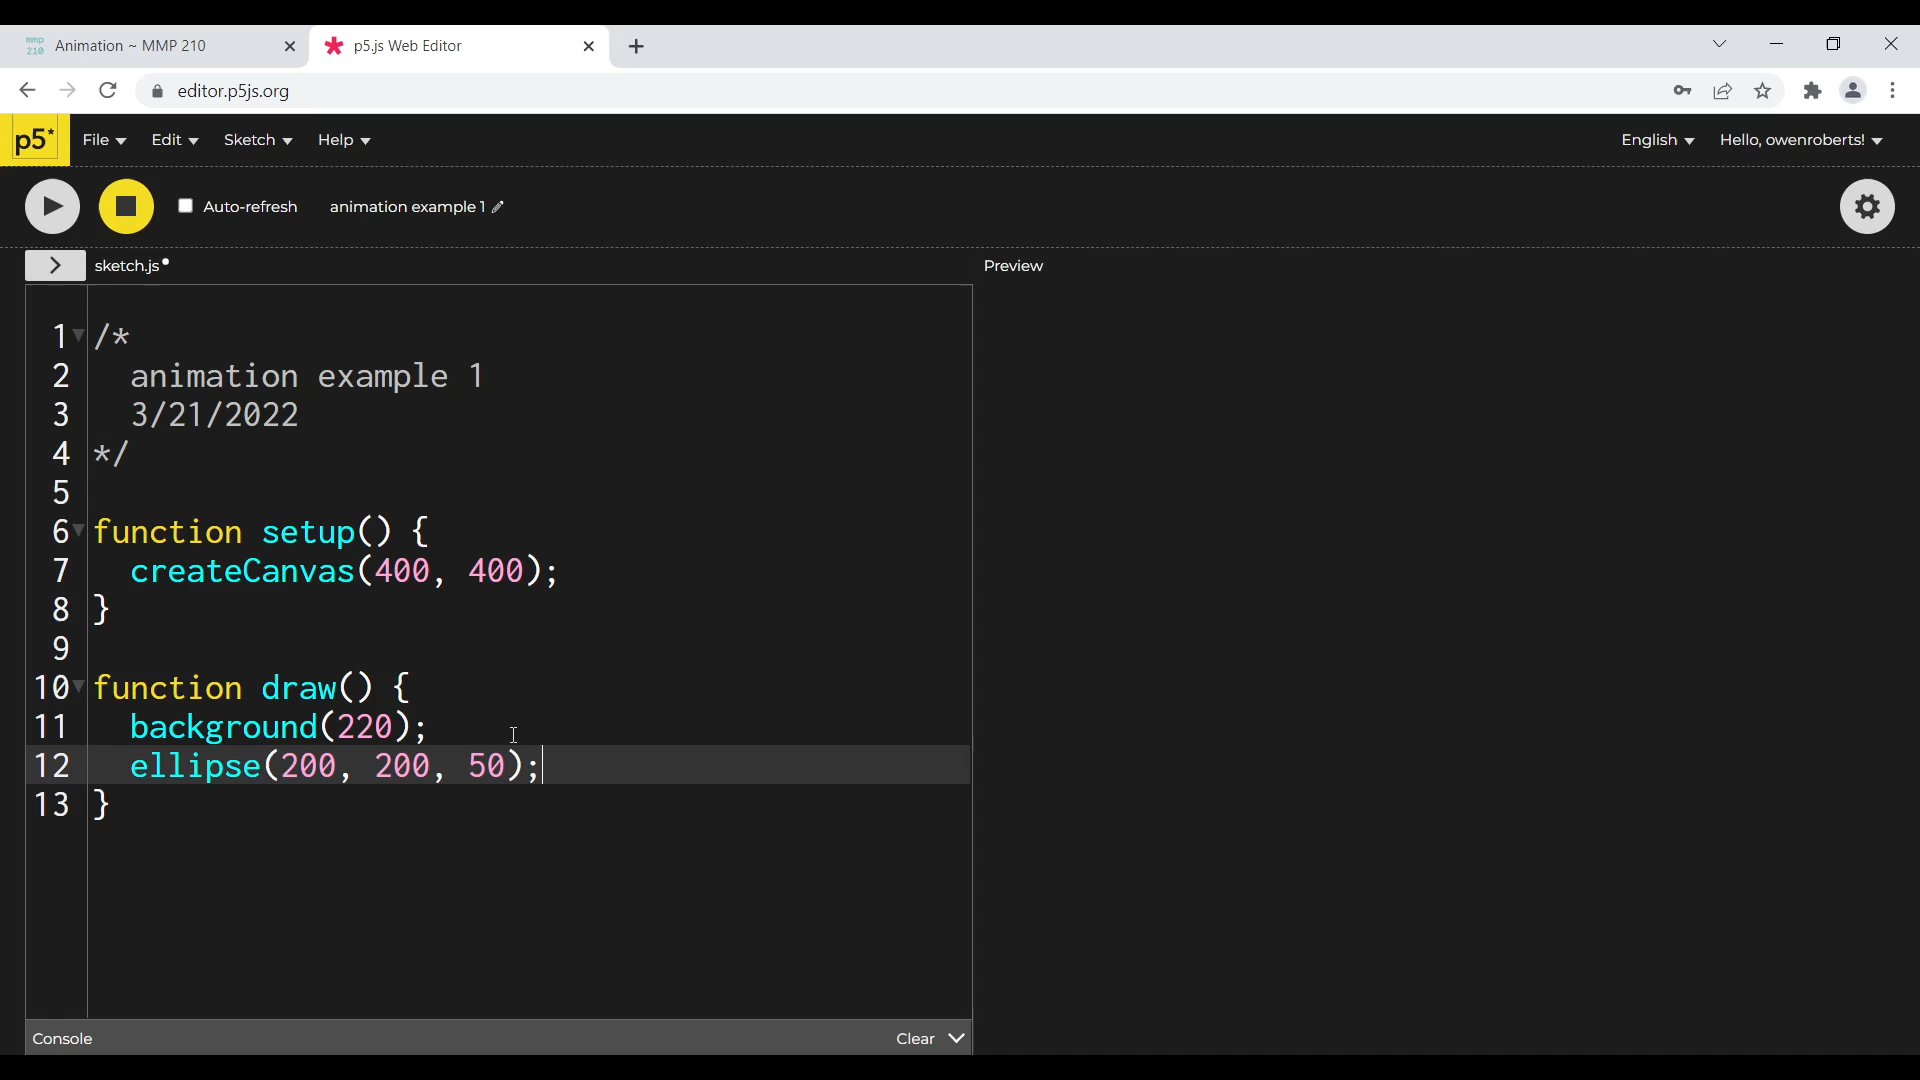 mmp 210 Animation ~ MMP 210
p5.js Web Editor
editor.p5js.org
p5* File Edit Sketch Help English Hello, owenroberts!
Auto-refresh animation example 1
sketch.js
Preview
1 /*
2 animation example 1
3 3/21/2022
4 */
5
6 function setup() {
7 createCanvas(400, 400);
8 }
9
10 function draw() {
11 background(220);
12 ellipse(200, 200, 50);
13 }
Console Clear